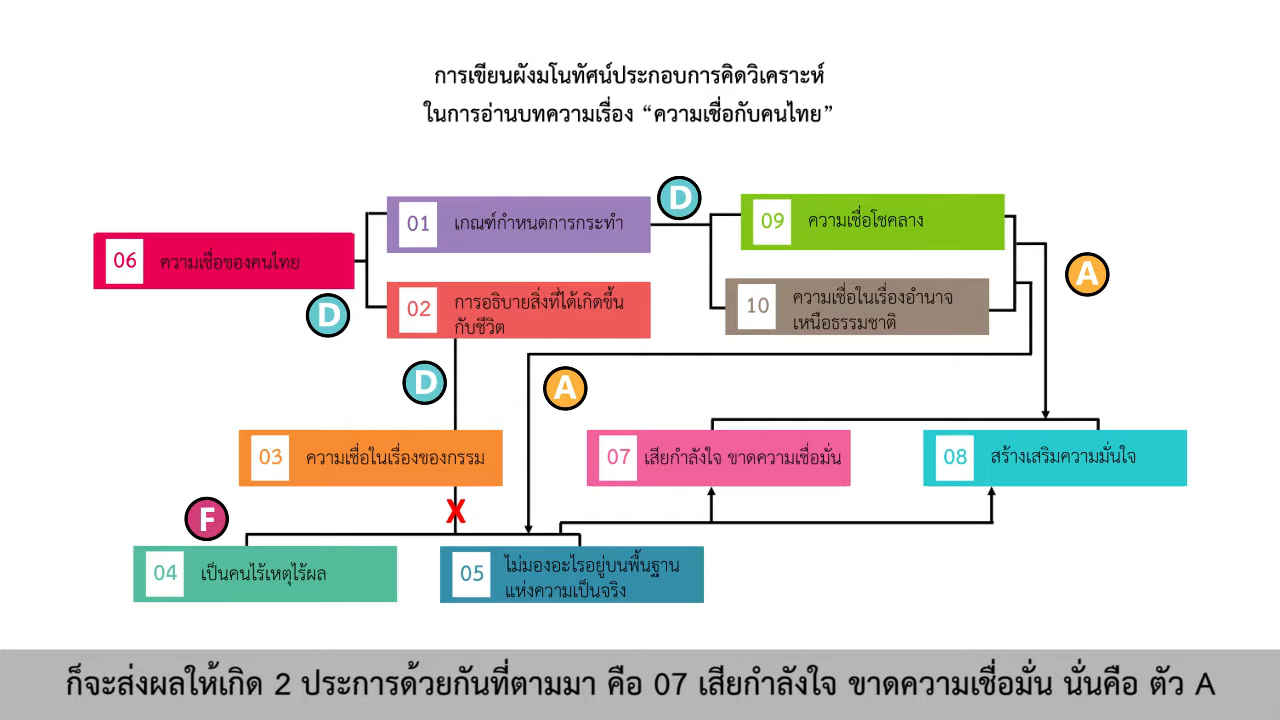 การเขียนผังมโนทัศน์ประกอบการคิดวิเคราะห์
ในการอ่านบทความเรื่อง “ความเชื่อกับคนไทย”
06 ความเชื่อของคนไทย
01 เกณฑ์กำหนดการกระทำ
D
09 ความเชื่อโชคลาง
A
D
02 การอธิบายสิ่งที่ได้เกิดขึ้น
กับชีวิต
10 ความเชื่อในเรื่องอำนาจ
เหนือธรรมชาติ
D
A
03 ความเชื่อในเรื่องของกรรม
07 เสียกำลังใจ ขาดความเชื่อมั่น
08 สร้างเสริมความมั่นใจ
F
X
04 เป็นคนไร้เหตุไร้ผล
05 ไม่มองอะไรอยู่บนพื้นฐาน
แห่งความเป็นจริง
ก็จะส่งผลให้เกิด 2 ประการด้วยกันที่ตามมา คือ 07 เสียกำลังใจ ขาดความเชื่อมั่น นั่นคือ ตัว A